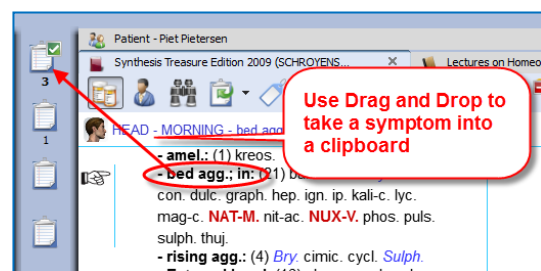 Patient - Piet Pietersen
Synthesis Treasure Edition 2009 (SCHROYENS...
Lectures on Homeo
3
1
Use Drag and Drop to
take a symptom into
a clipboard
HEAD - MORNING - bed agg
- amel.: (1) kreos.
- bed agg.; in: (21)
con. dulc. graph. hep. ign. ip. kali-c. lyc.
mag-c. NAT-M. nit-ac. NUX-V. phos. puls.
sulph. thuj.
- rising agg.: (4) Bry. cimic. cycl. Sulph.